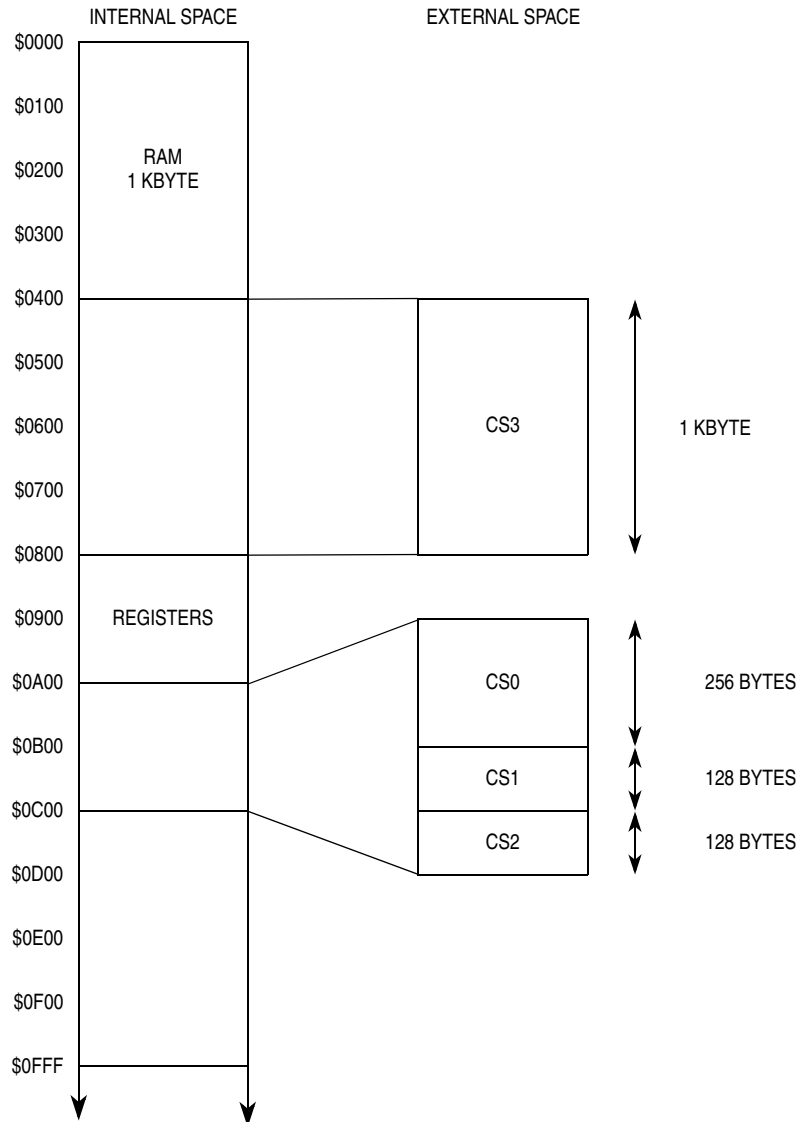 INTERNAL SPACE
EXTERNAL SPACE
$0000
$0100
RAM
1 KBYTE
$0200
$0300
$0400
$0500
$0600
CS3
1 KBYTE
$0700
$0800
$0900
REGISTERS
$0A00
CS0
256 BYTES
$0B00
CS1
128 BYTES
$0C00
CS2
128 BYTES
$0D00
$0E00
$0F00
$0FFF